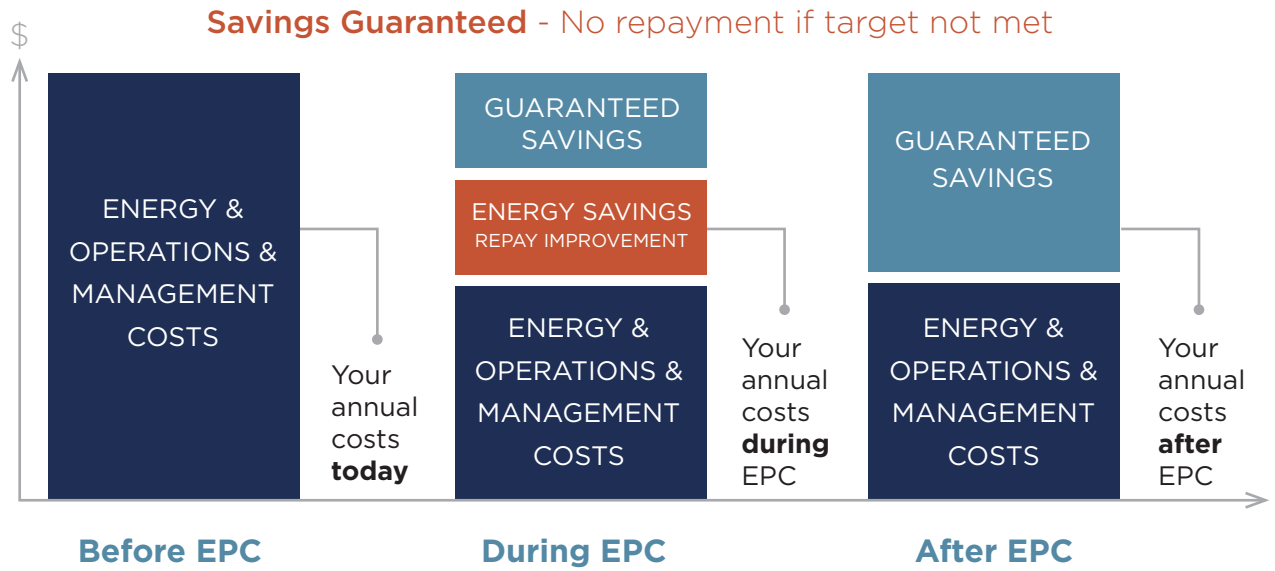 Savings Guaranteed - No repayment if target not met
$
ENERGY &
OPERATIONS &
MANAGEMENT
COSTS
Your
annual
costs
today
GUARANTEED
SAVINGS
ENERGY SAVINGS
REPAY IMPROVEMENT
ENERGY &
OPERATIONS &
MANAGEMENT
COSTS
Your
annual
costs
during
EPC
GUARANTEED
SAVINGS
ENERGY &
OPERATIONS &
MANAGEMENT
COSTS
Your
annual
costs
after
EPC
Before EPC
During EPC
After EPC